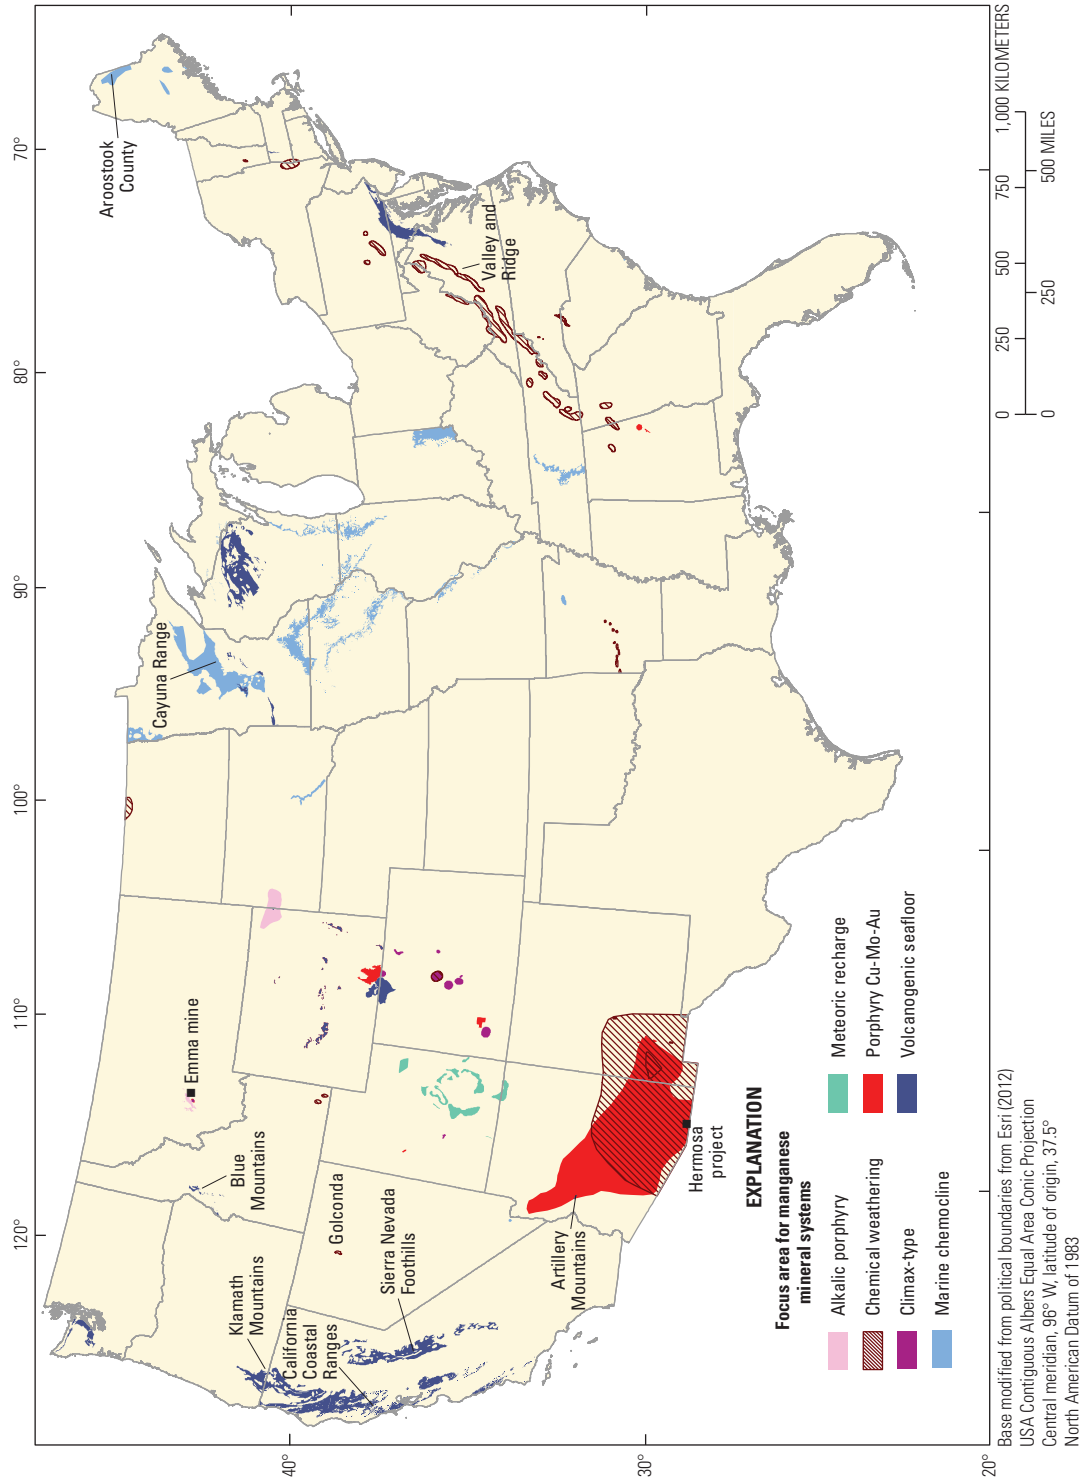 120°
110°
100°
90°
80°
70°
40°
30°
20°
Aroostook
County
Cayuna Range
Emma mine
Blue
Mountains
Klamath
Mountains
Golconda
California
Coastal
Ranges
Sierra Nevada
Foothills
Valley and
Ridge
Artillery
Mountains
Hermosa
project
EXPLANATION
Focus area for manganese
mineral systems
Alkalic porphyry
Chemical weathering
Climax-type
Marine chemocline
Meteoric recharge
Porphyry Cu-Mo-Au
Volcanogenic seafloor
Base modified from political boundaries from Esri (2012)
USA Contiguous Albers Equal Area Conic Projection
Central meridian, 96° W, latitude of origin, 37.5°
North American Datum of 1983
0 250 500 750 1,000 KILOMETERS
0 250 500 MILES